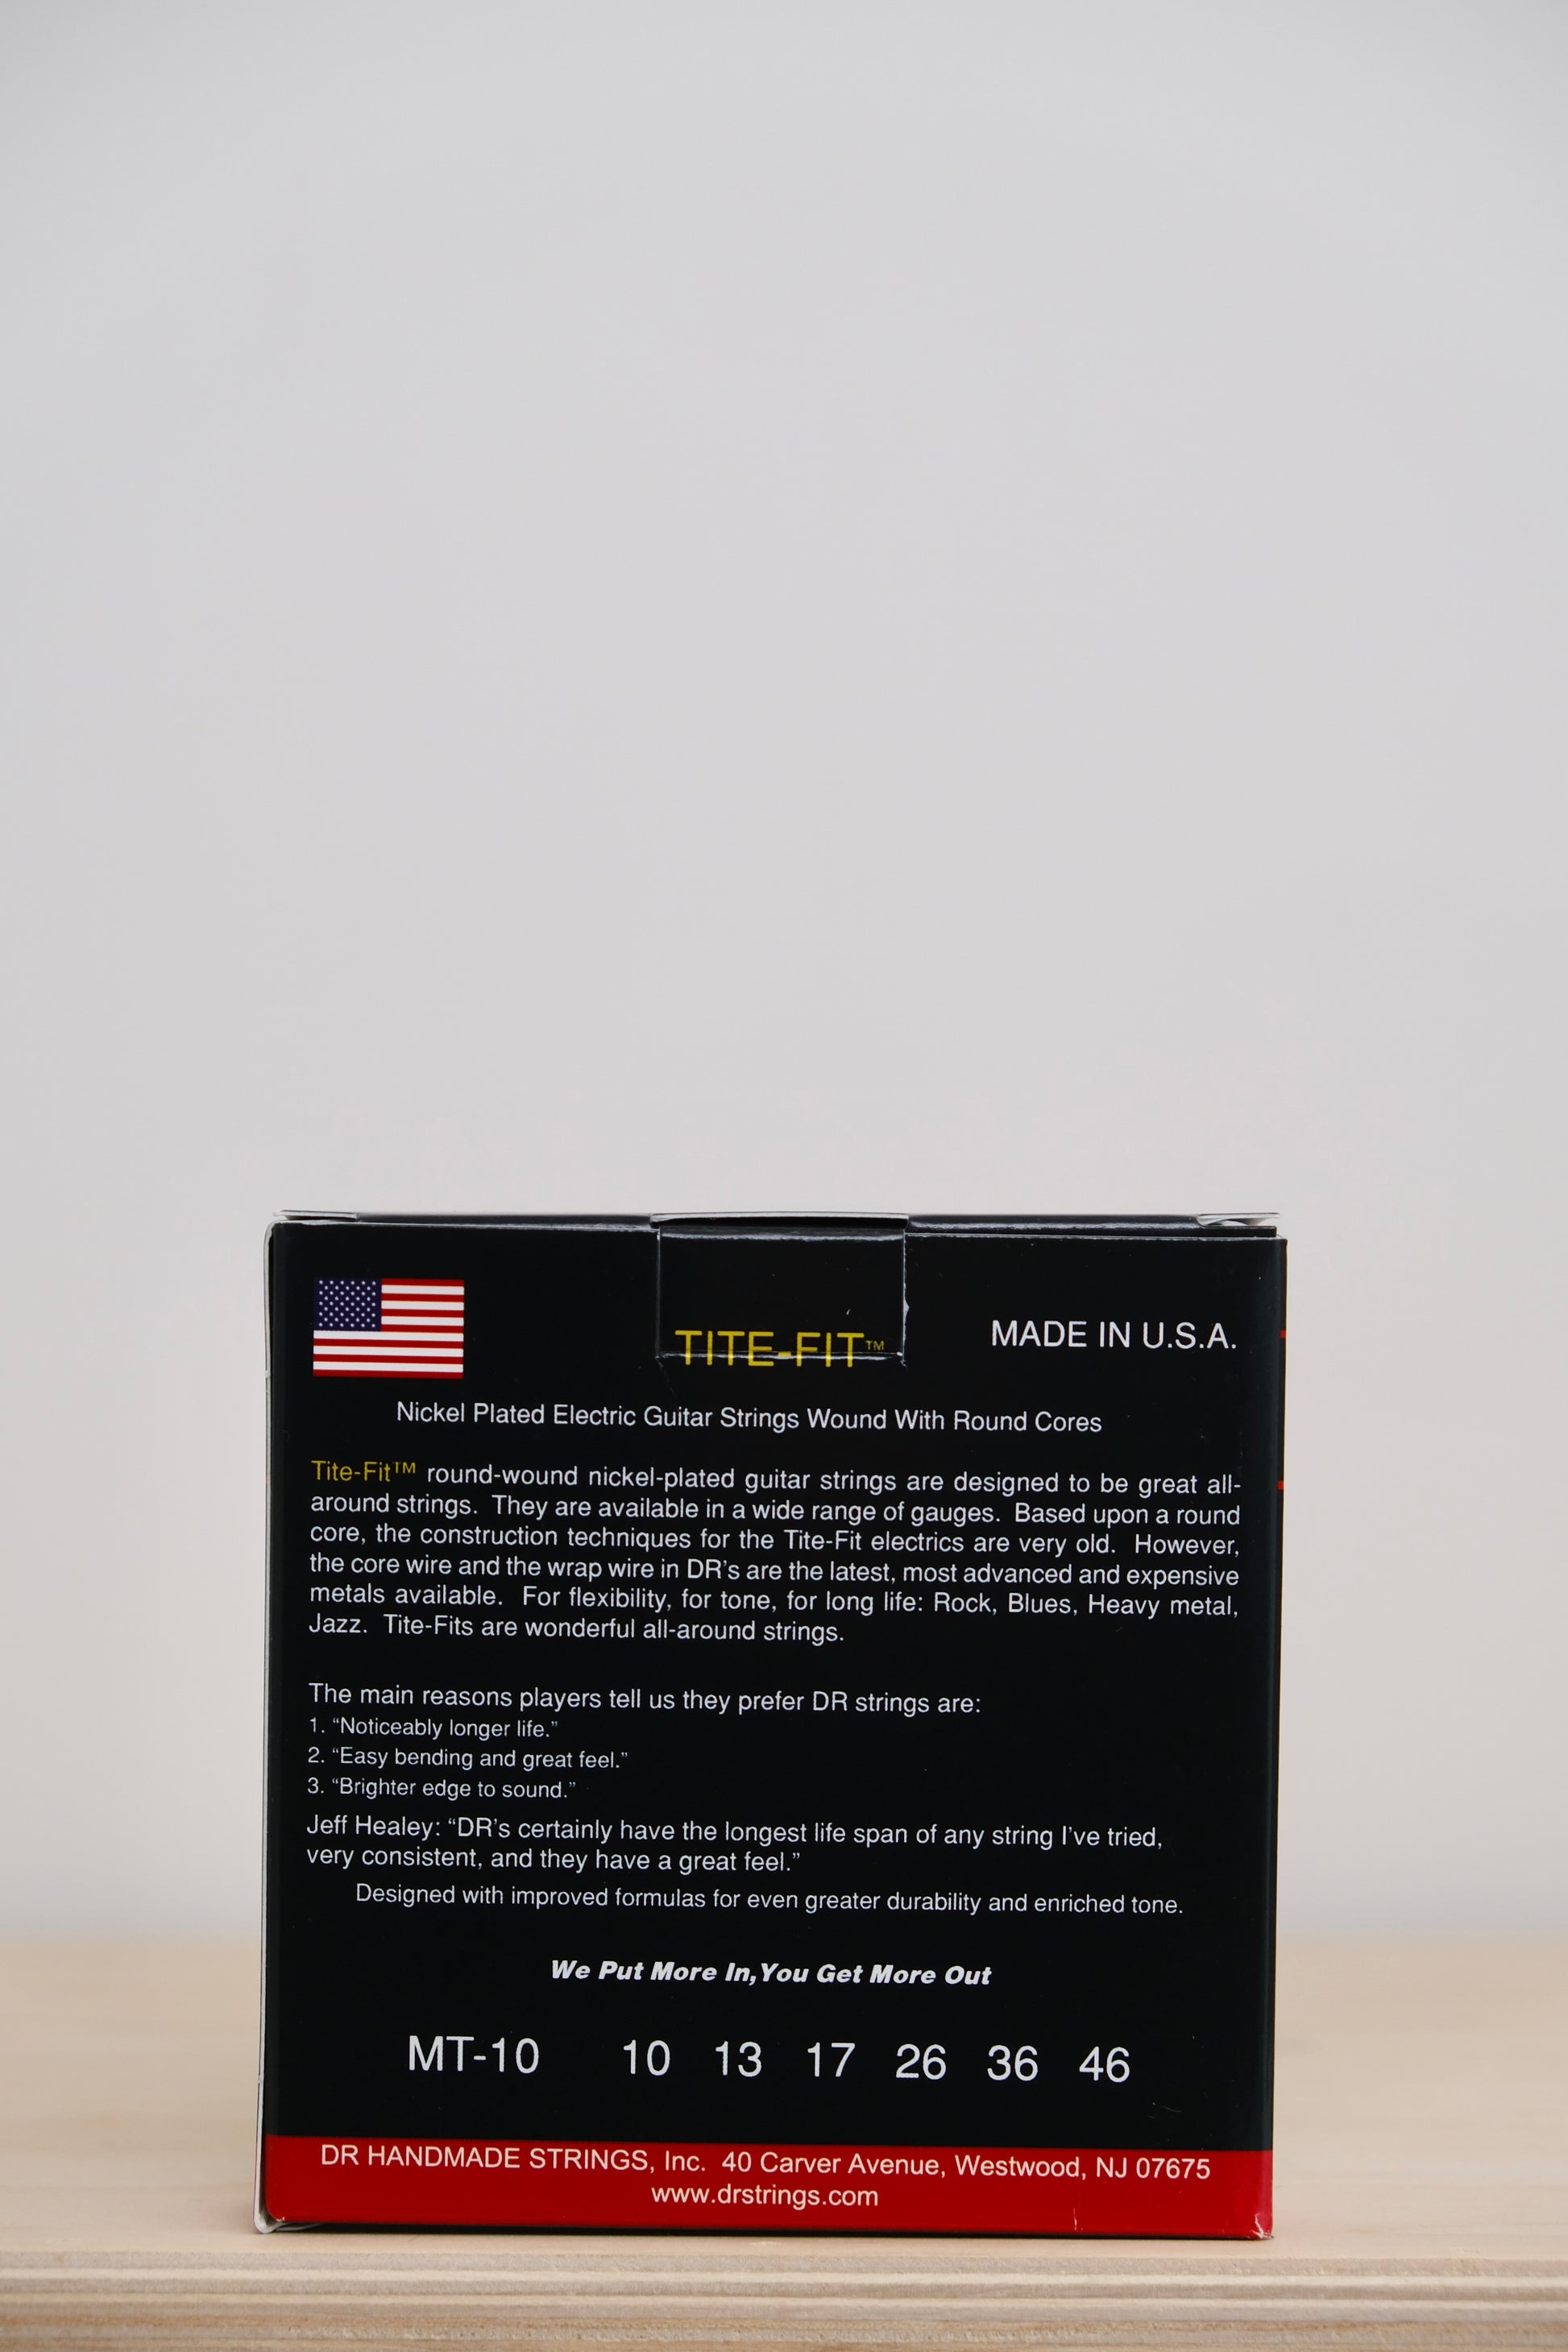 TITE-FIT™
MADE IN U.S.A.
Nickel Plated Electric Guitar Strings Wound With Round Cores
Tite-Fit™ round-wound nickel-plated guitar strings are designed to be great all-
around strings. They are available in a wide range of gauges. Based upon a round
core, the construction techniques for the Tite-Fit electrics are very old. However,
the core wire and the wrap wire in DR's are the latest, most advanced and expensive
metals available. For flexibility, for tone, for long life: Rock, Blues, Heavy metal,
Jazz. Tite-Fits are wonderful all-around strings.
The main reasons players tell us they prefer DR strings are:
1. “Noticeably longer life.”
2. “Easy bending and great feel.”
3. “Brighter edge to sound.”
Jeff Healey: “DR's certainly have the longest life span of any string I've tried,
very consistent, and they have a great feel.”
Designed with improved formulas for even greater durability and enriched tone.
We Put More In,You Get More Out
MT-10 10 13 17 26 36 46
DR HANDMADE STRINGS, Inc. 40 Carver Avenue, Westwood, NJ 07675
www.drstrings.com